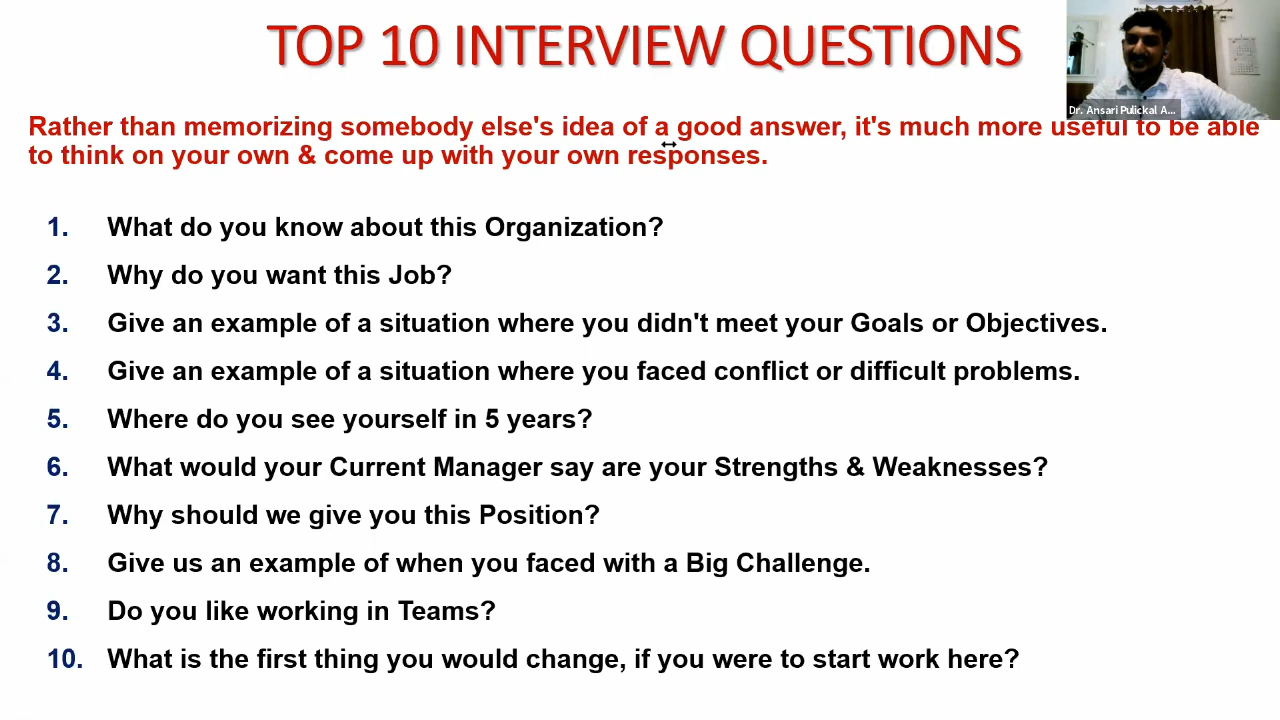 TOP 10 INTERVIEW QUESTIONS
Dr. Ansari Pulickal A...
Rather than memorizing somebody else's idea of a good answer, it's much more useful to be able
to think on your own & come up with your own responses.
1. What do you know about this Organization?
2. Why do you want this Job?
3. Give an example of a situation where you didn't meet your Goals or Objectives.
4. Give an example of a situation where you faced conflict or difficult problems.
5. Where do you see yourself in 5 years?
6. What would your Current Manager say are your Strengths & Weaknesses?
7. Why should we give you this Position?
8. Give us an example of when you faced with a Big Challenge.
9. Do you like working in Teams?
10. What is the first thing you would change, if you were to start work here?